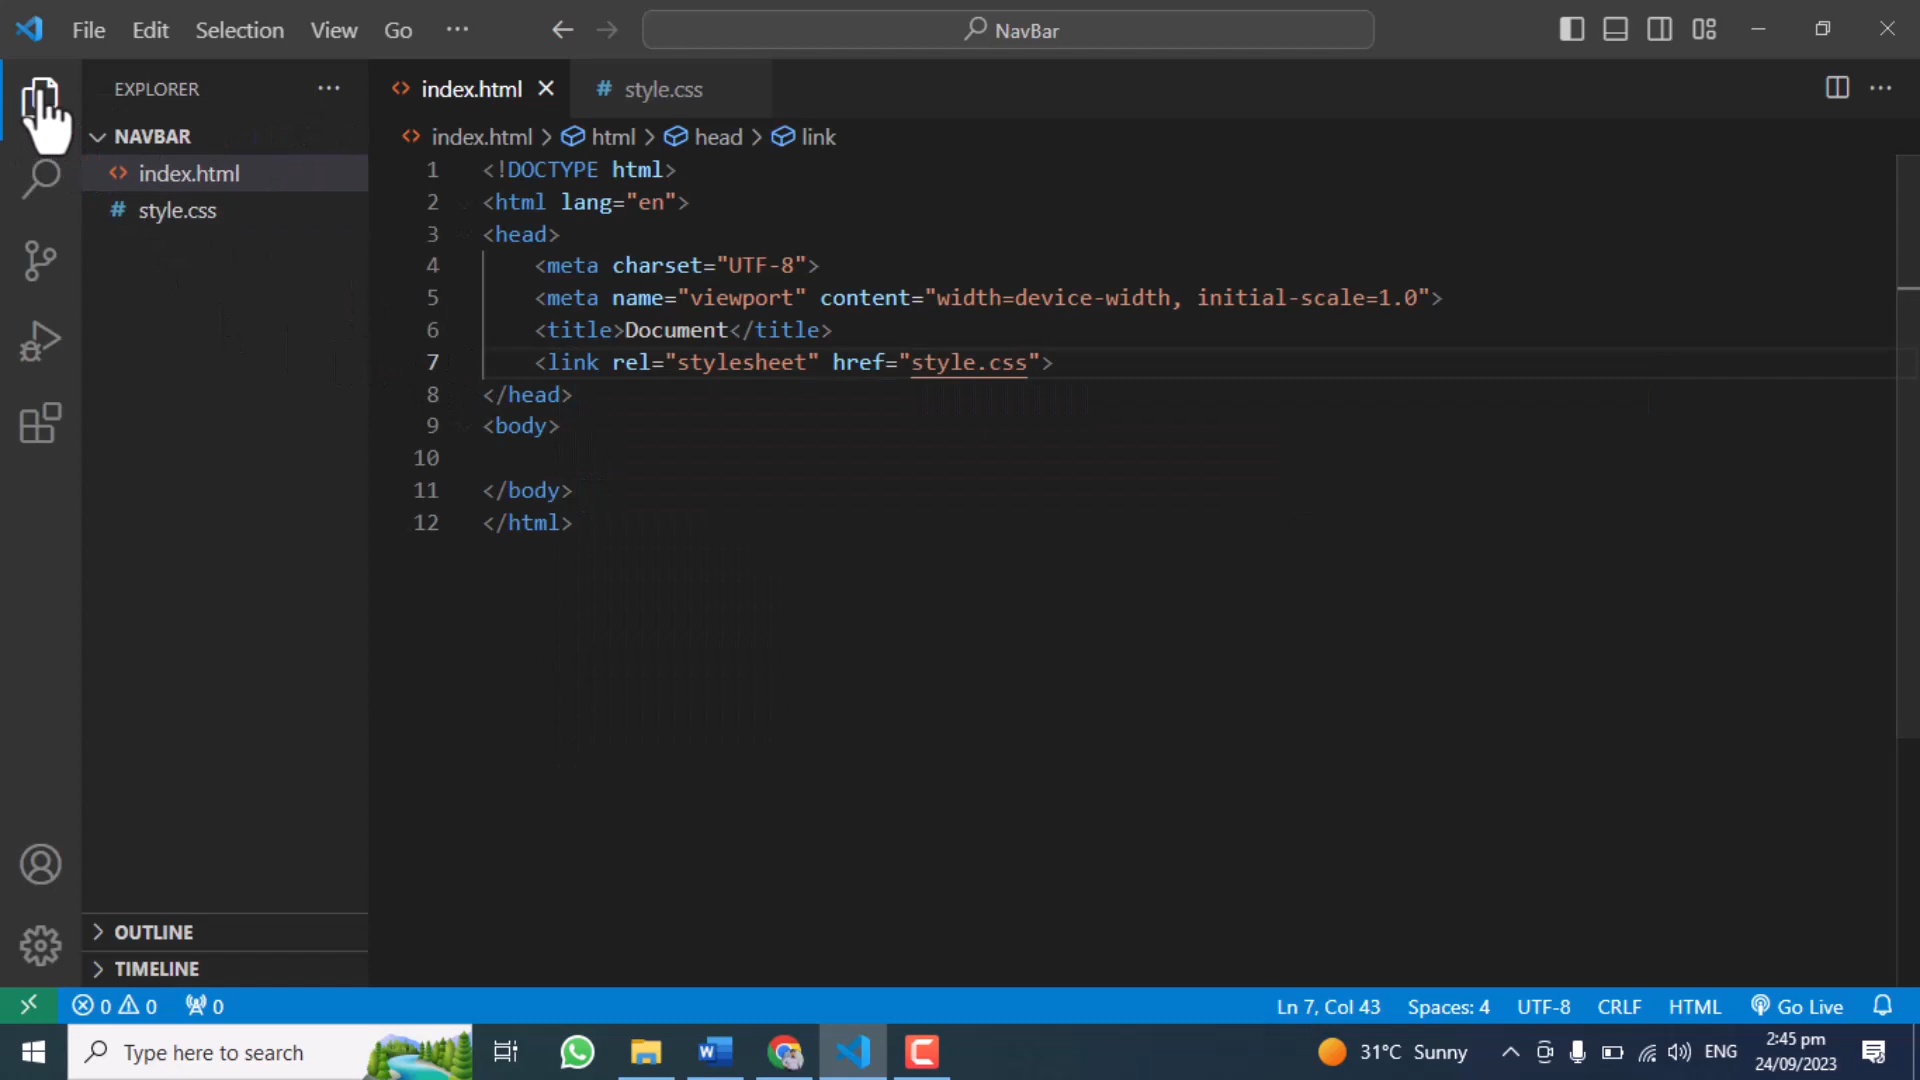 File Edit Selection View Go ··· NavBar
EXPLORER ···
NAVBAR
index.html
# style.css
index.html
# style.css
index.html > html > head > link
1 <!DOCTYPE html>
2 <html lang="en">
3 <head>
4 <meta charset="UTF-8">
5 <meta name="viewport" content="width=device-width, initial-scale=1.0">
6 <title>Document</title>
7 <link rel="stylesheet" href="style.css">
8 </head>
9 <body>
10
11 </body>
12 </html>
OUTLINE
TIMELINE
0 0 0 Ln 7, Col 43 Spaces: 4 UTF-8 CRLF HTML Go Live
Type here to search 31°C Sunny ENG
2:45 pm
24/09/2023